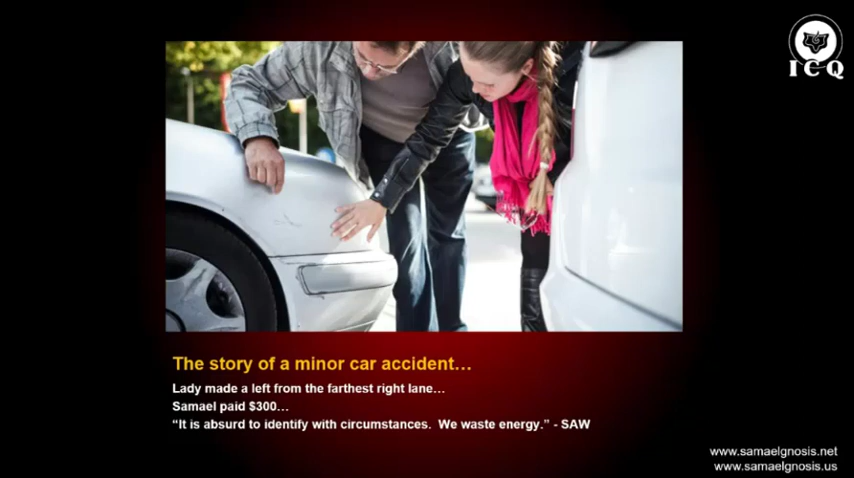 ICQ
The story of a minor car accident…
Lady made a left from the farthest right lane…
Samael paid $300…
“It is absurd to identify with circumstances.  We waste energy.” - SAW
www.samaelgnosis.net
www.samaelgnosis.us